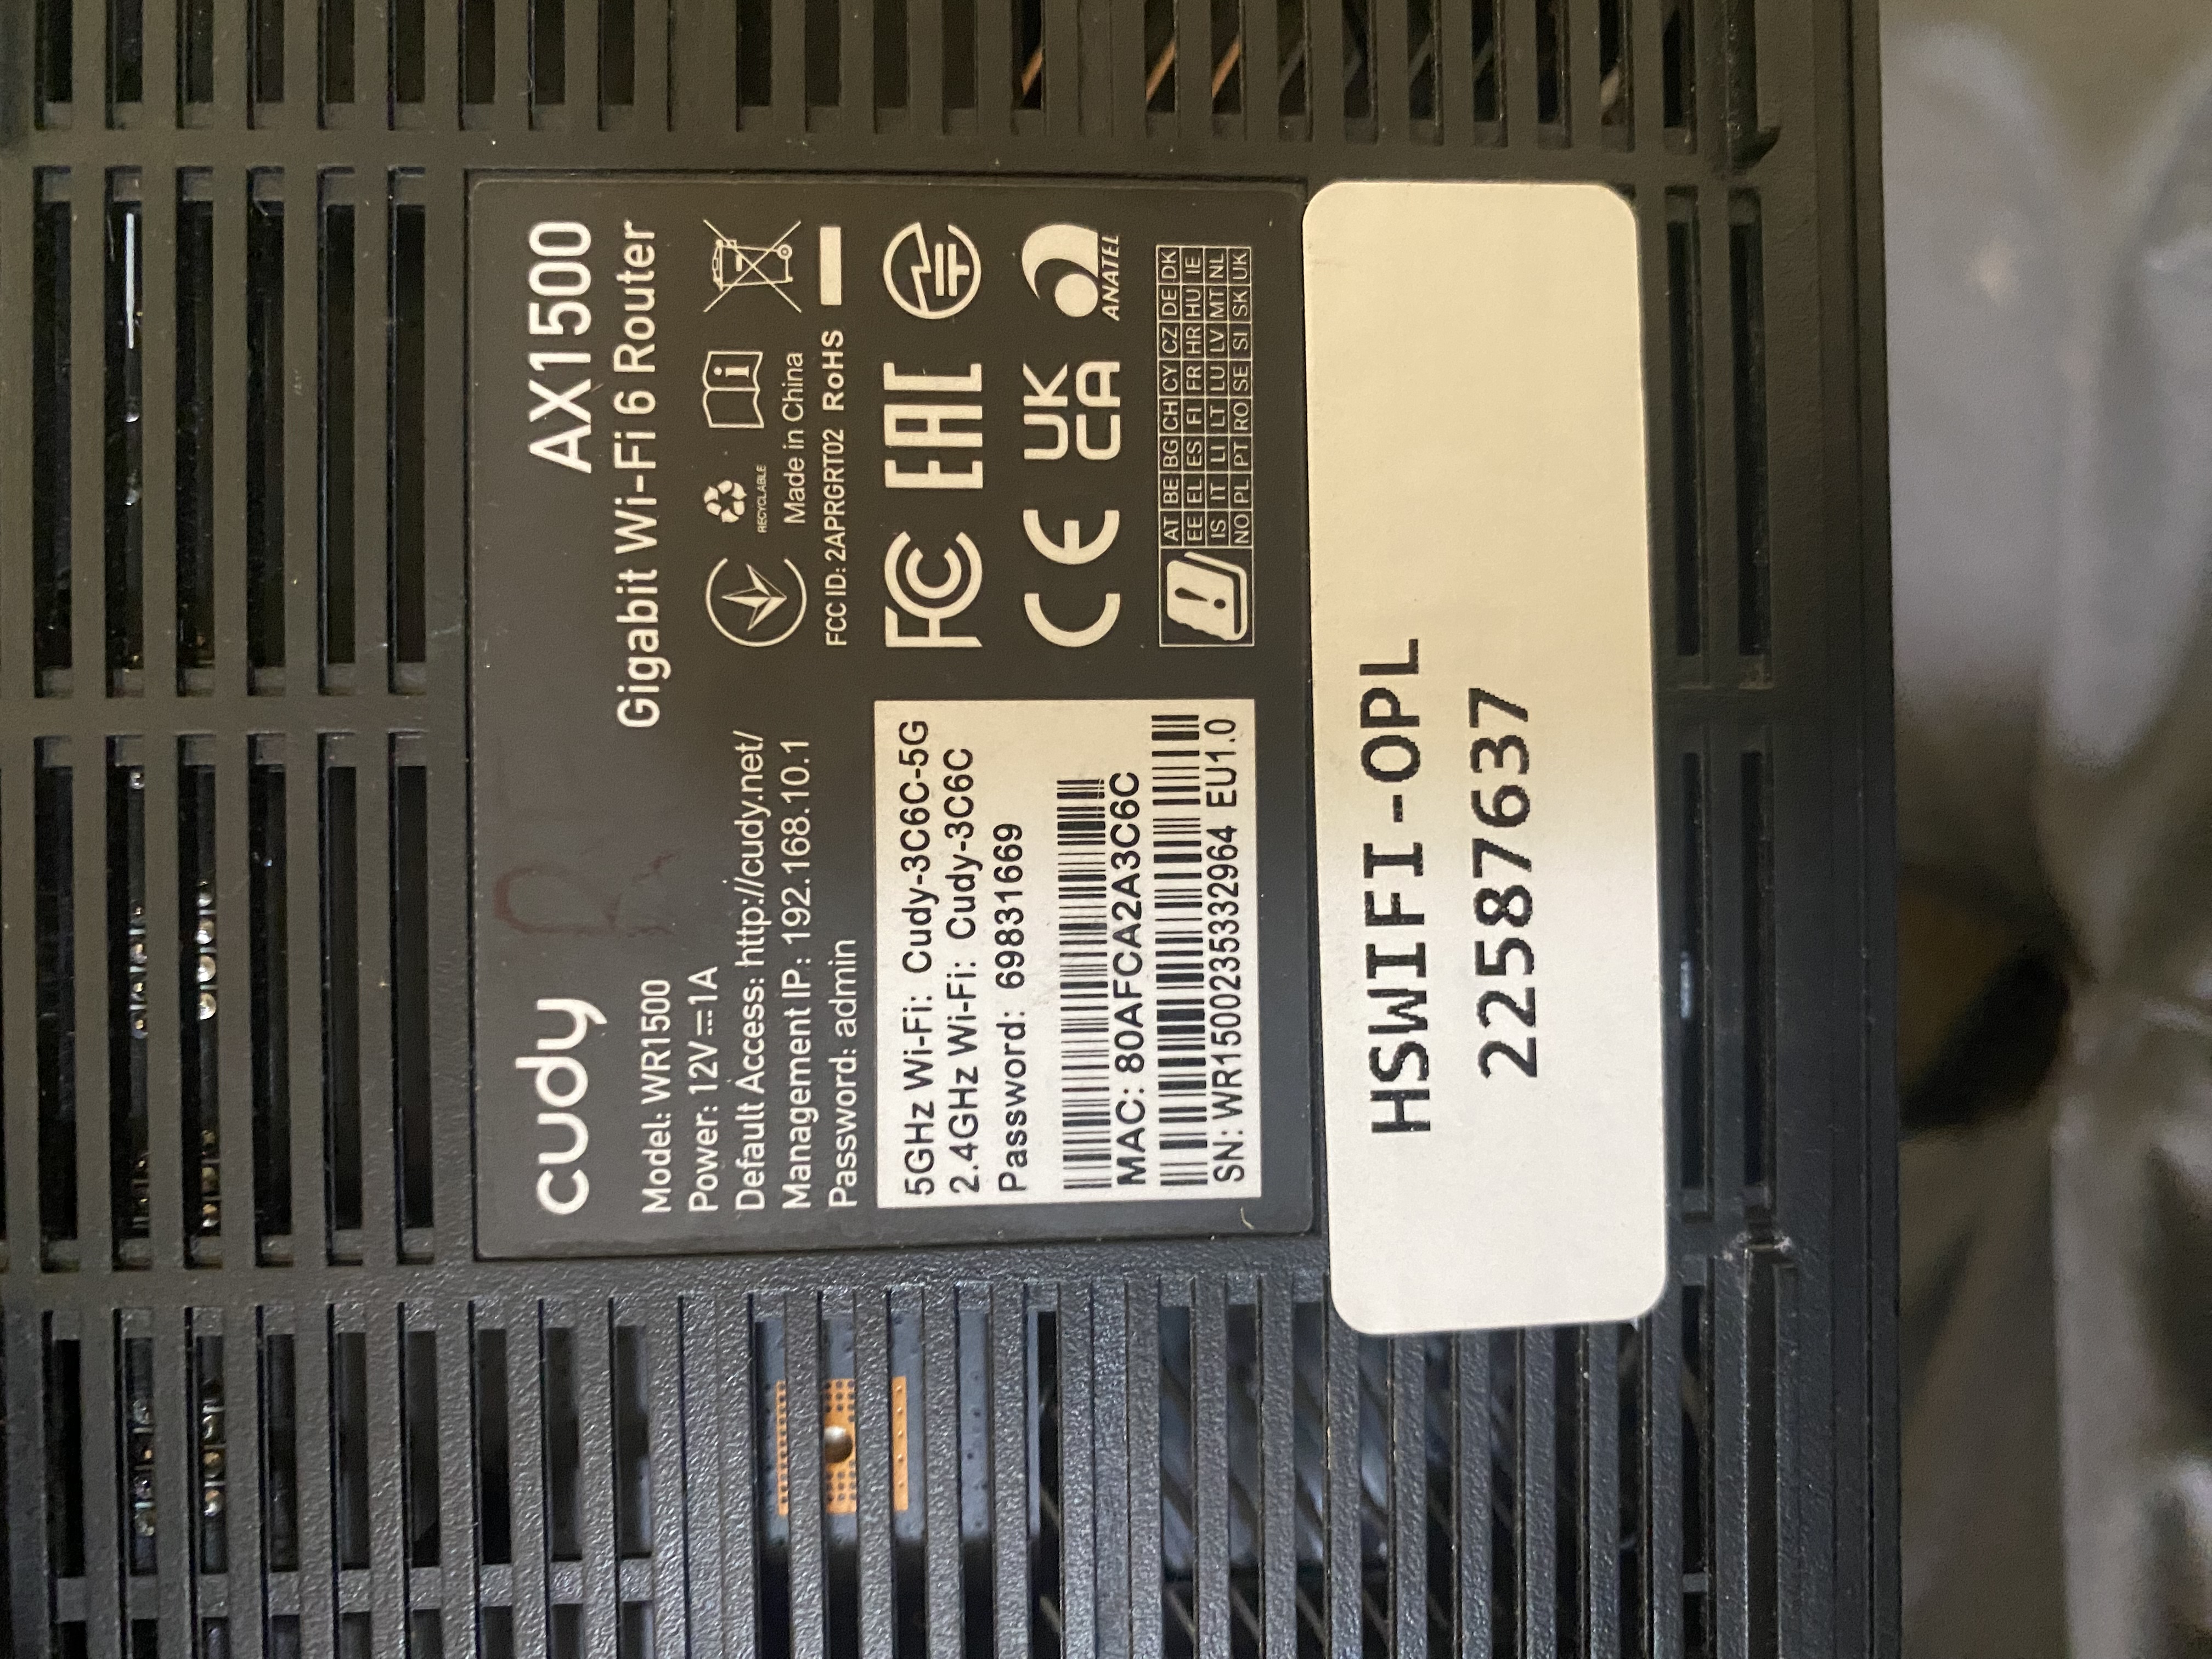 cudy
AX1500
Gigabit Wi-Fi 6 Router
Model: WR1500
Power: 12V⎓1A
Default Access: http://cudy.net/
Management IP: 192.168.10.1
Password: admin
RECYCLABLE
Made in China
FCC ID: 2APRGRT02 RoHS
FC EAC
CE UK CA ANATEL
5GHz Wi-Fi: Cudy-3C6C-5G
2.4GHz Wi-Fi: Cudy-3C6C
Password: 69831669
MAC: 80AFCA2A3C6C
SN: WR15002353332964 EU1.0
AT BE BG CH CY CZ DE DK
EE EL ES FI FR HR HU IE
IS IT LI LT LU LV MT NL
NO PL PT RO SE SI SK UK
HSWIFI-OPL
22587637